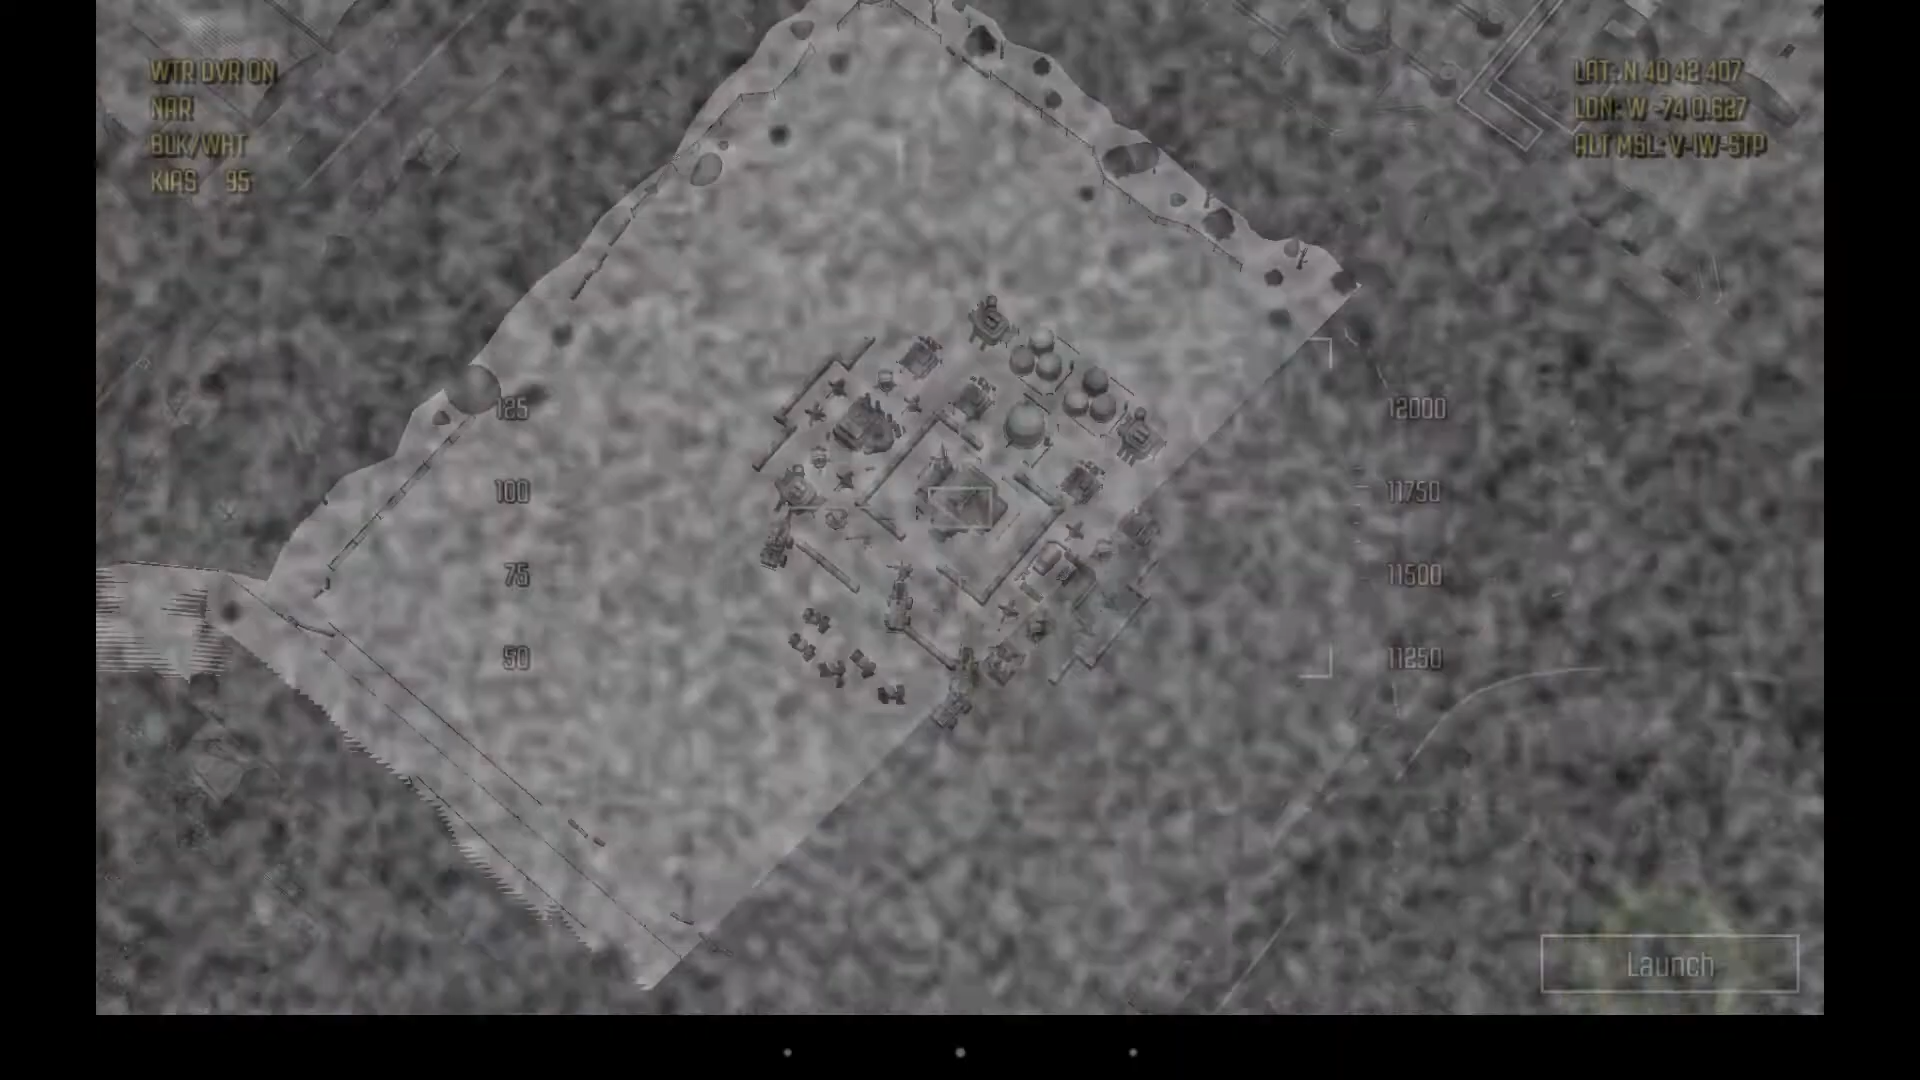 WTR DVR ON
NAR
BLK/WHT
KIAS 95
LAT: N 40 42 407
LON: W -74 0.627
ALT MSL: V-IW-STP
125
100
75
50
12000
11750
11500
11250
Launch